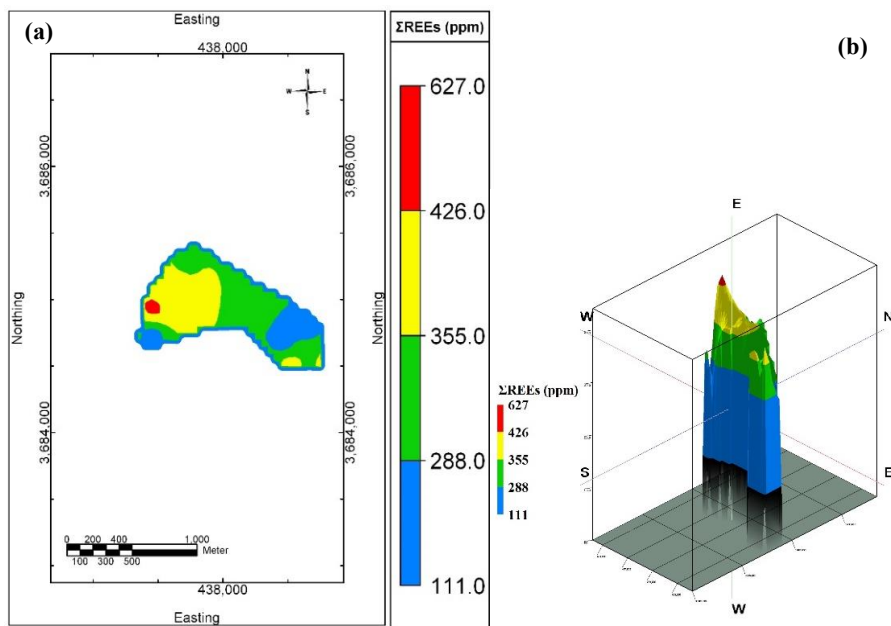 (a)
Easting
438,000
N
W E
S
3,686,000
3,686,000
Northing
Northing
3,684,000
3,684,000
0 200 400 1,000
Meter
100 300 500
438,000
Easting
ΣREEs (ppm)
627.0
426.0
355.0
288.0
111.0
(b)
E
W
N
S
E
W
ΣREEs (ppm)
627
426
355
288
111